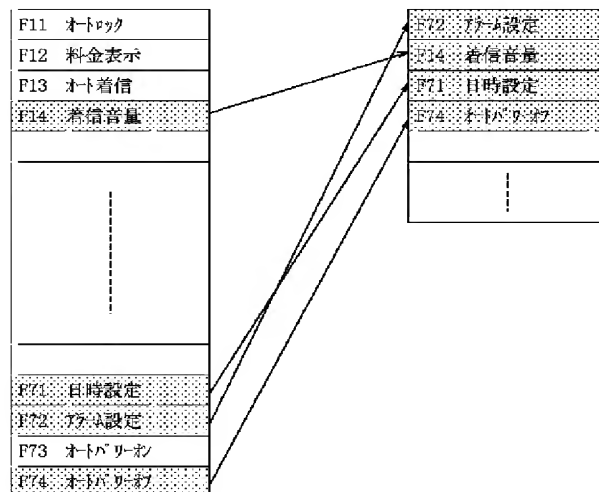 F11 オートロック
F12 料金表示
F13 オート着信
F14 着信音量
F71 日時設定
F72 アラーム設定
F73 オートパワーオン
F74 オートパワーオフ
F72 アラーム設定
F14 着信音量
F71 日時設定
F74 オートパワーオフ